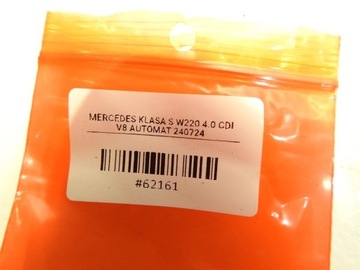 MERCEDES KLASA S W220 4.0 CDI
V8 AUTOMAT 240724
#62161